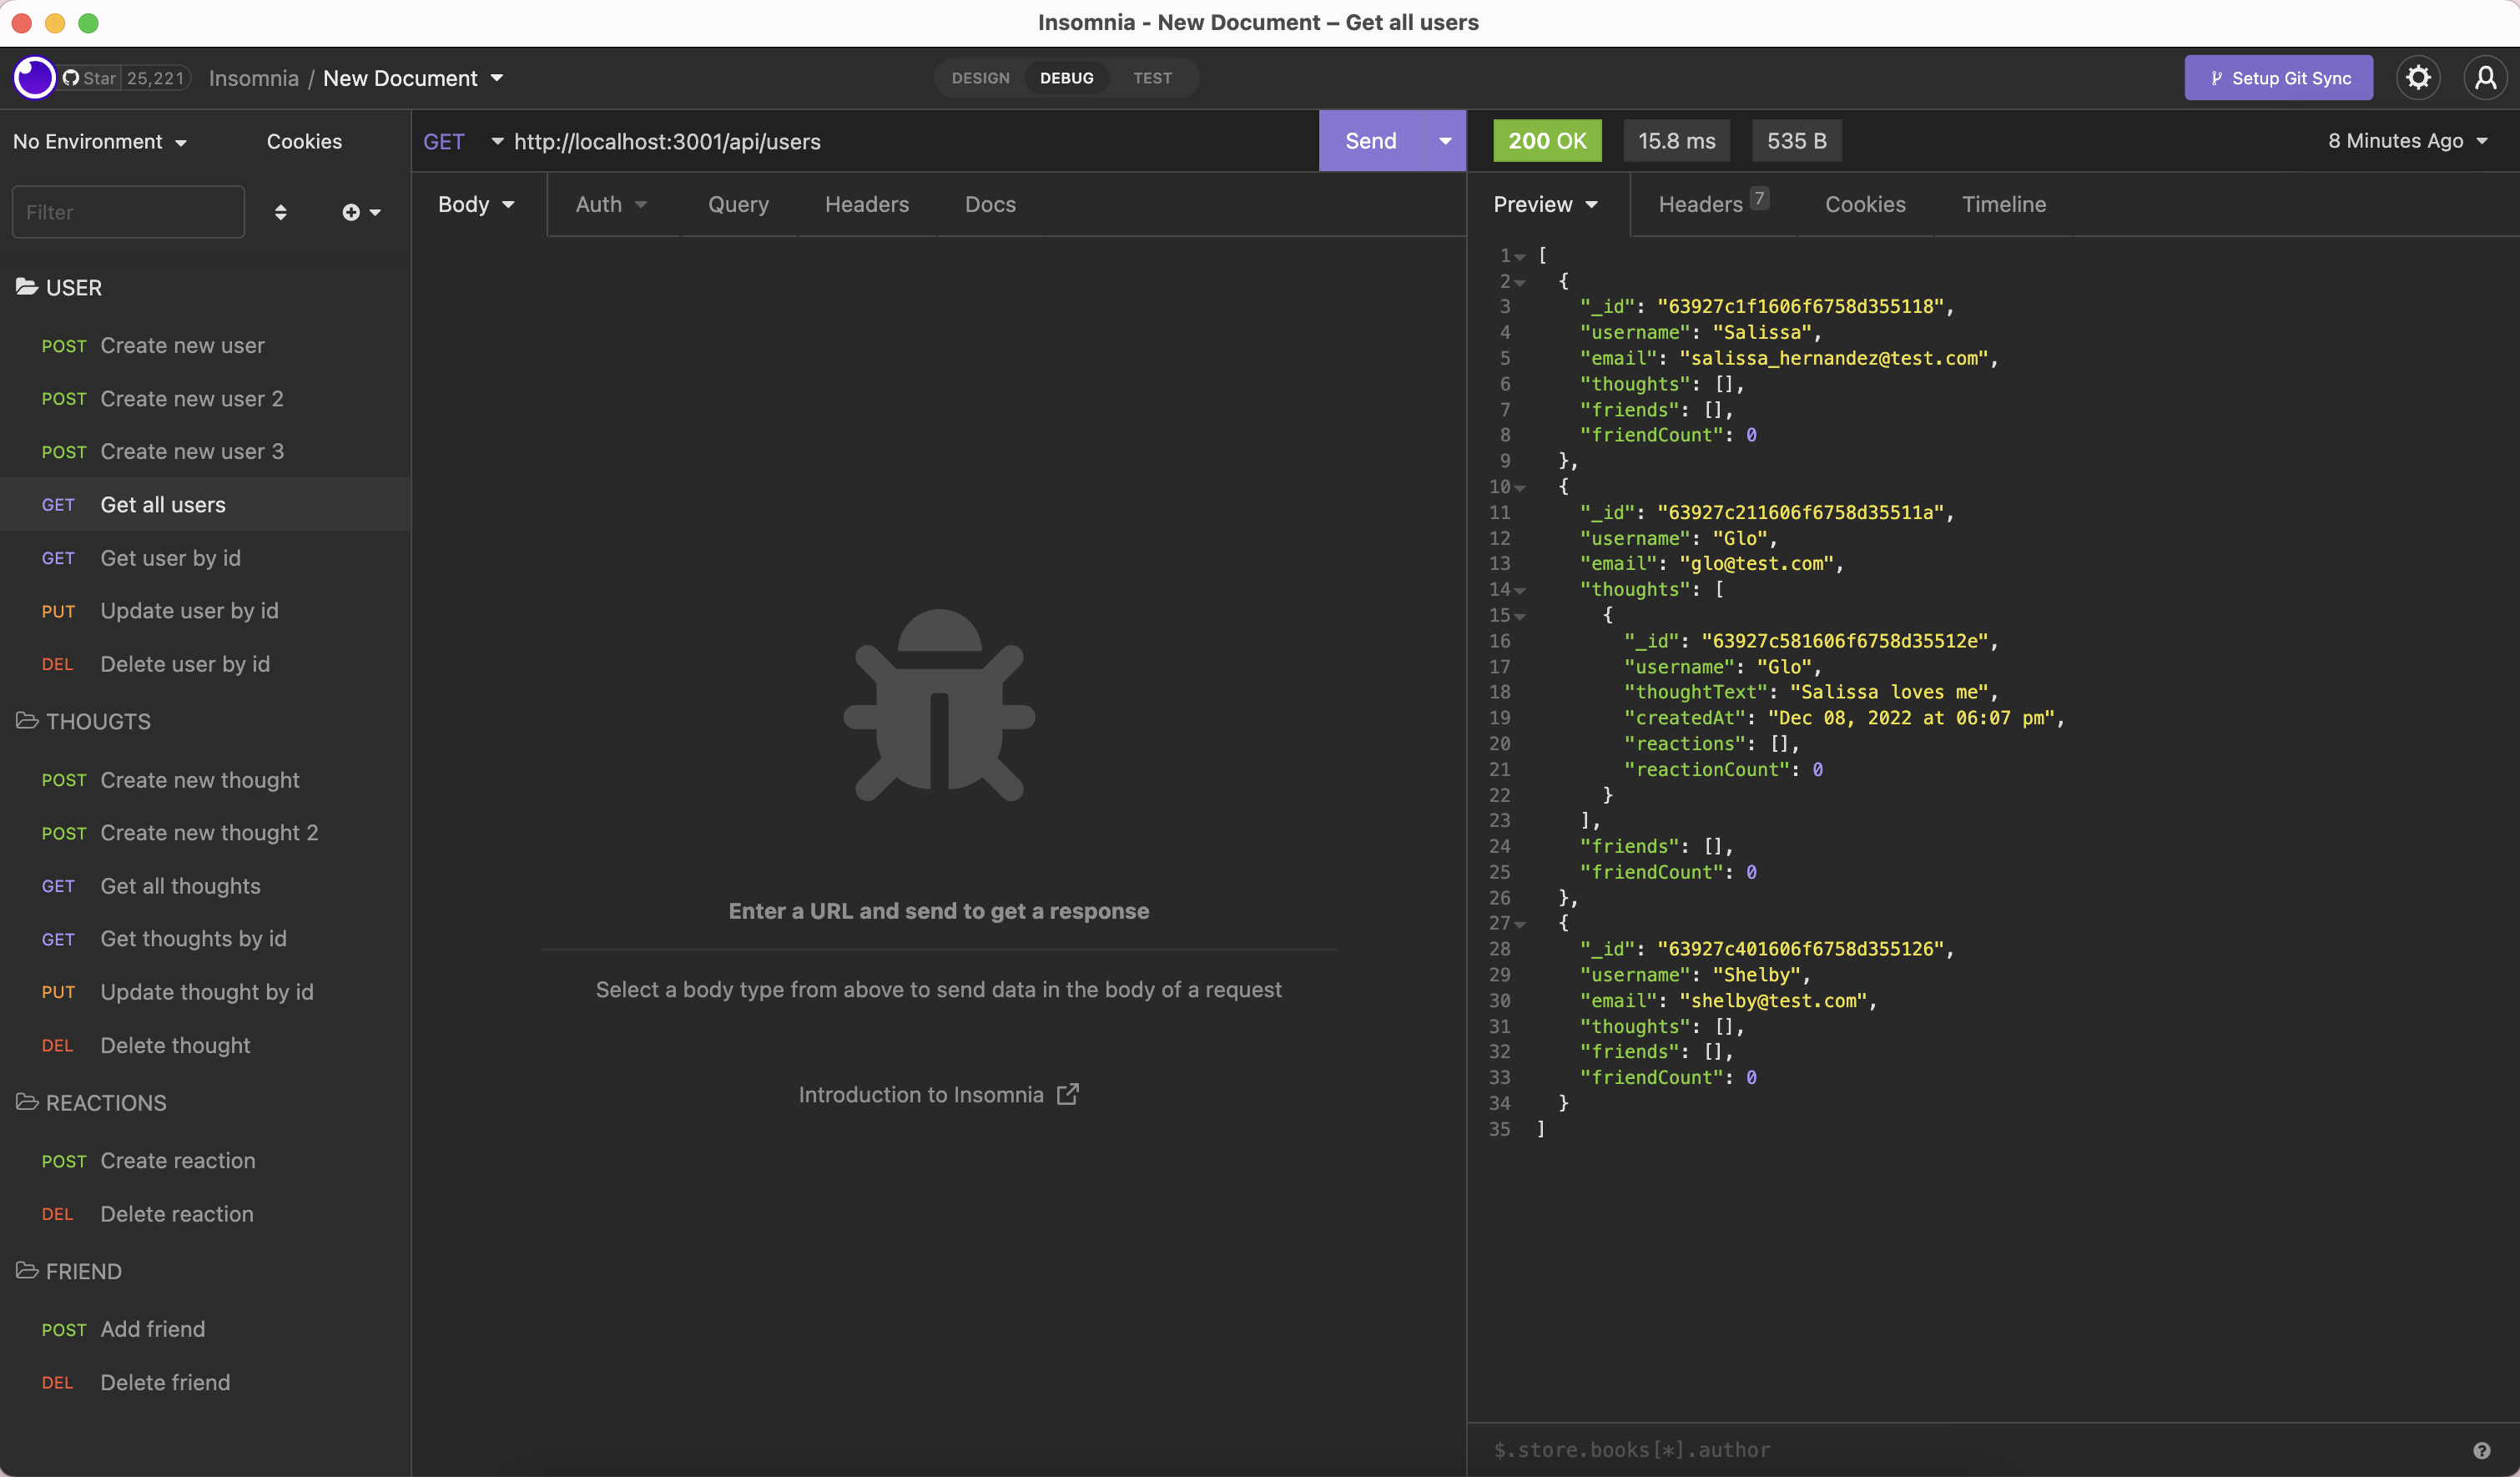 Insomnia - New Document – Get all users
Star 25,221 Insomnia / New Document
DESIGN DEBUG TEST
Setup Git Sync
No Environment Cookies
Filter
USER
POST Create new user
POST Create new user 2
POST Create new user 3
GET Get all users
GET Get user by id
PUT Update user by id
DEL Delete user by id
THOUGTS
POST Create new thought
POST Create new thought 2
GET Get all thoughts
GET Get thoughts by id
PUT Update thought by id
DEL Delete thought
REACTIONS
POST Create reaction
DEL Delete reaction
FRIEND
POST Add friend
DEL Delete friend
GET http://localhost:3001/api/users Send
Body Auth Query Headers Docs
Enter a URL and send to get a response
Select a body type from above to send data in the body of a request
Introduction to Insomnia
200 OK 15.8 ms 535 B 8 Minutes Ago
Preview Headers 7 Cookies Timeline
1 [
2 {
3 "_id": "63927c1f1606f6758d355118",
4 "username": "Salissa",
5 "email": "salissa_hernandez@test.com",
6 "thoughts": [],
7 "friends": [],
8 "friendCount": 0
9 },
10 {
11 "_id": "63927c211606f6758d35511a",
12 "username": "Glo",
13 "email": "glo@test.com",
14 "thoughts": [
15 {
16 "_id": "63927c581606f6758d35512e",
17 "username": "Glo",
18 "thoughtText": "Salissa loves me",
19 "createdAt": "Dec 08, 2022 at 06:07 pm",
20 "reactions": [],
21 "reactionCount": 0
22 }
23 ],
24 "friends": [],
25 "friendCount": 0
26 },
27 {
28 "_id": "63927c401606f6758d355126",
29 "username": "Shelby",
30 "email": "shelby@test.com",
31 "thoughts": [],
32 "friends": [],
33 "friendCount": 0
34 }
35 ]
$.store.books[*].author